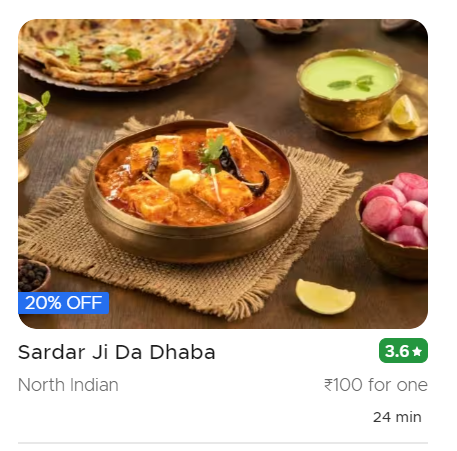 20% OFF
Sardar Ji Da Dhaba
3.6★
North Indian
₹100 for one
24 min